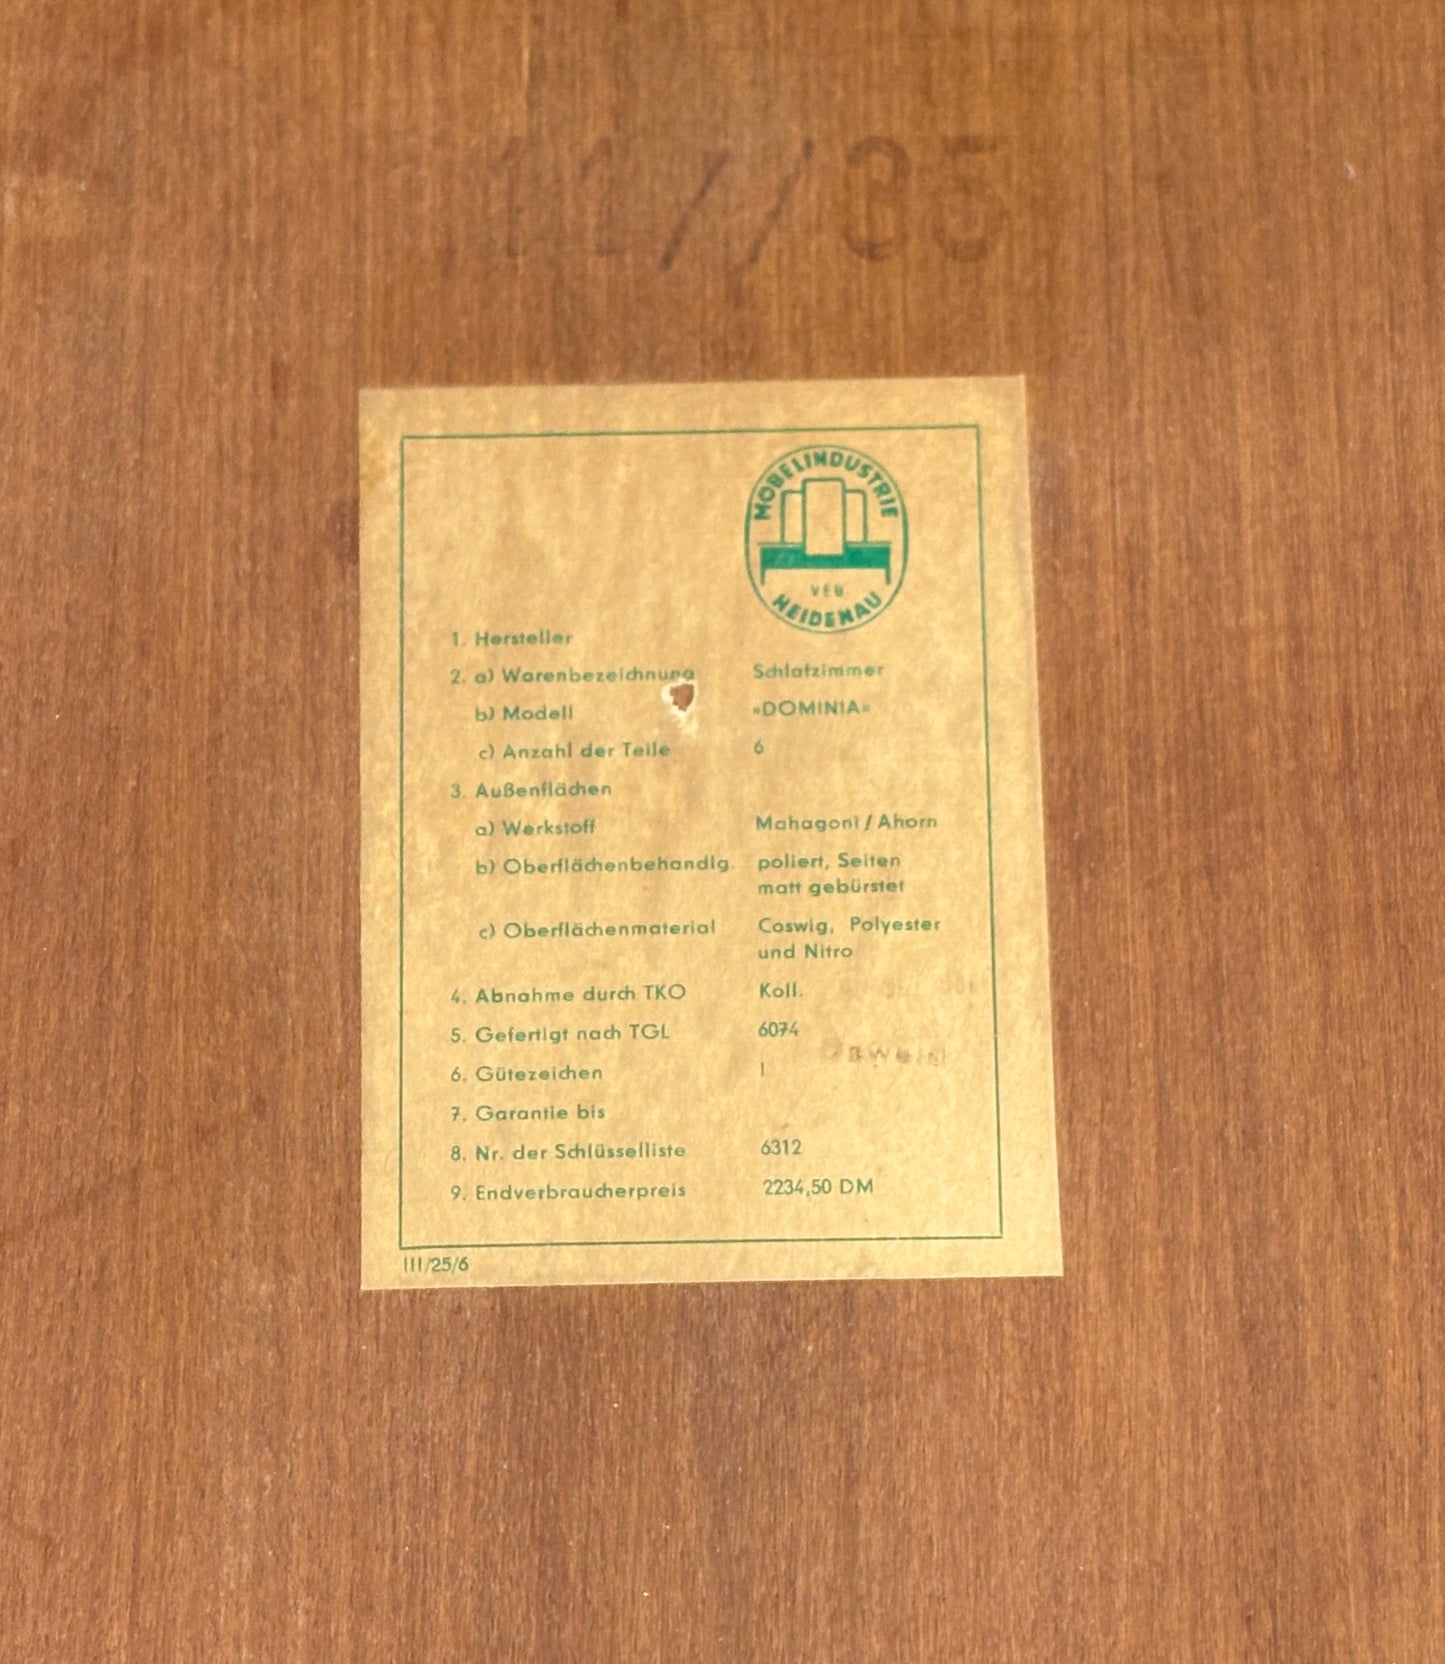 11//65
MÖBELINDUSTRIE
VEB
HEIDENAU
1. Hersteller
2. a) Warenbezeichnung Schlafzimmer
b) Modell »DOMINIA«
c) Anzahl der Teile 6
3. Außenflächen
a) Werkstoff Mahagoni / Ahorn
b) Oberflächenbehandlg. poliert, Seiten
matt gebürstet
c) Oberflächenmaterial Coswig, Polyester
und Nitro
4. Abnahme durch TKO Koll.
5. Gefertigt nach TGL 6074
6. Gütezeichen 1
7. Garantie bis
8. Nr. der Schlüsselliste 6312
9. Endverbraucherpreis 2234,50 DM
III/25/6